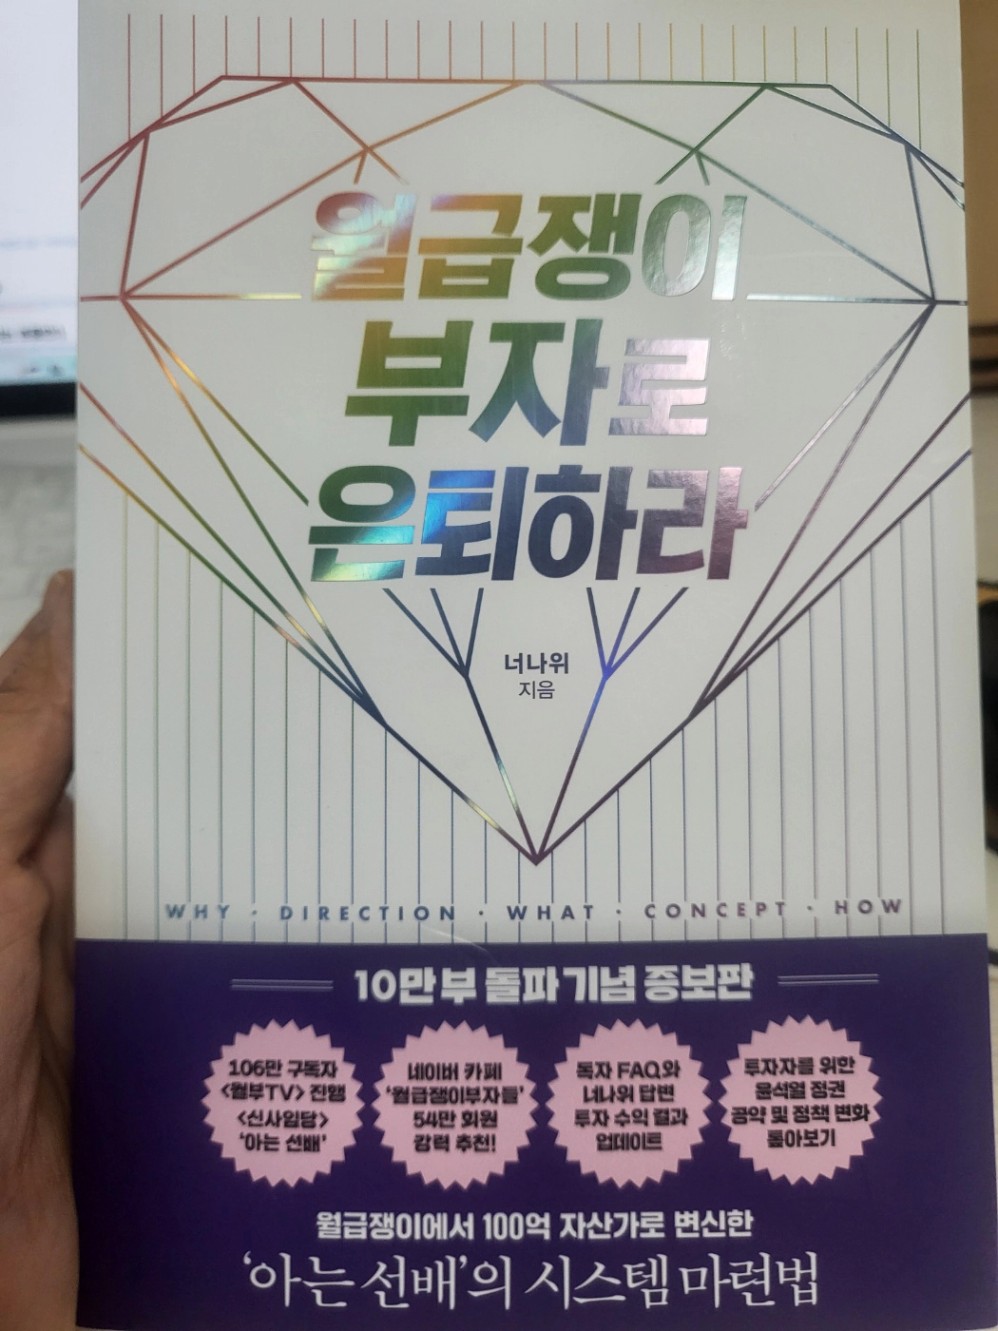 월급쟁이
부자로
은퇴하라
너나위
지음
WHY · DIRECTION · WHAT · CONCEPT · HOW
10만 부 돌파 기념 증보판
106만 구독자
<월부TV> 진행
<신사임당>
'아는 선배'
네이버 카페
'월급쟁이부자들'
54만 회원
강력 추천!
독자 FAQ와
너나위 답변
투자 수익 결과
업데이트
투자자를 위한
윤석열 정권
공약 및 정책 변화
톺아보기
월급쟁이에서 100억 자산가로 변신한
'아는 선배'의 시스템 마련법